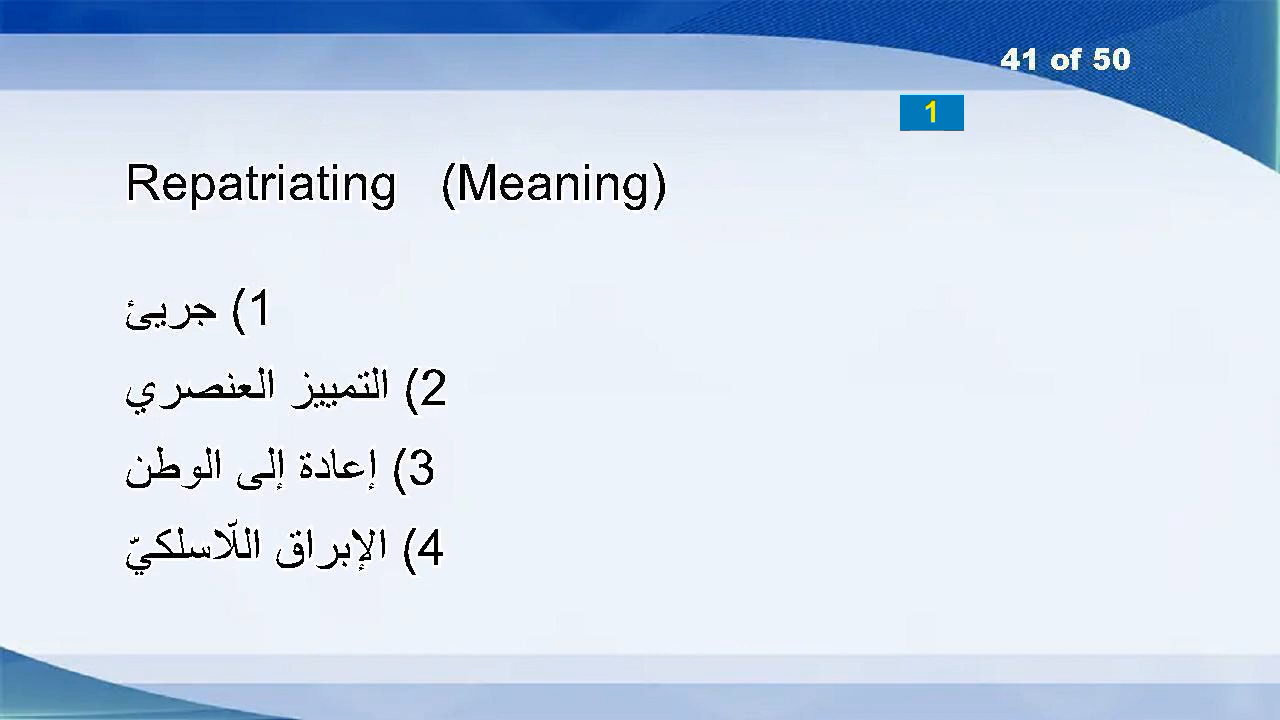 41 of 50
1
Repatriating (Meaning)
1) جريئ
2) التمييز العنصري
3) إعادة إلى الوطن
4) الإبراق اللّاسلكيّ